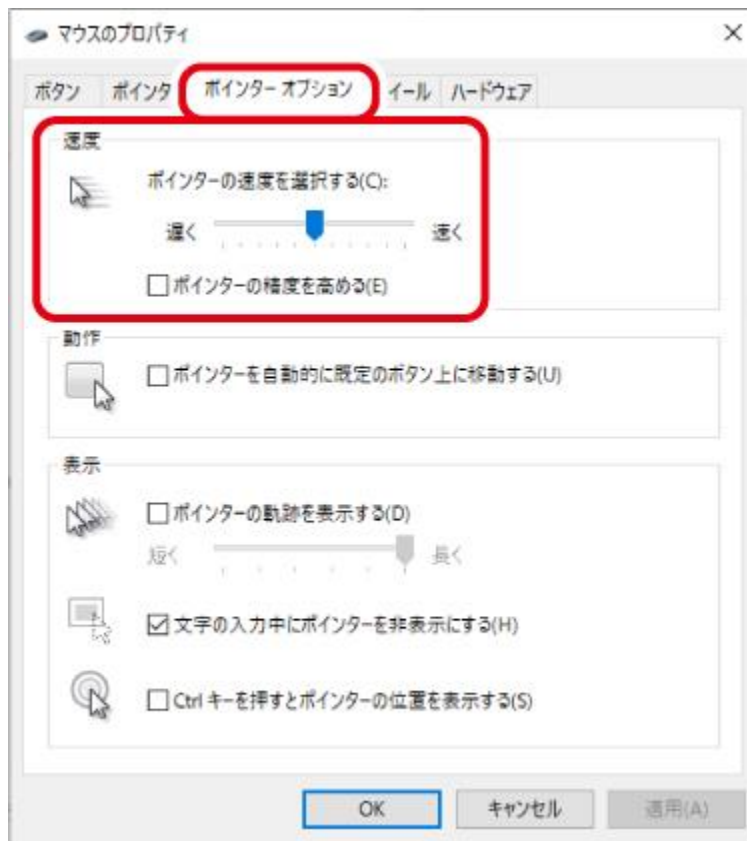 マウスのプロパティ
ボタン ポインタ ポインター オプション イール ハードウェア
速度
ポインターの速度を選択する(C):
遅く 速く
ポインターの精度を高める(E)
動作
ポインターを自動的に既定のボタン上に移動する(U)
表示
ポインターの軌跡を表示する(D)
短く 長く
文字の入力中にポインターを非表示にする(H)
Ctrl キーを押すとポインターの位置を表示する(S)
OK キャンセル 適用(A)